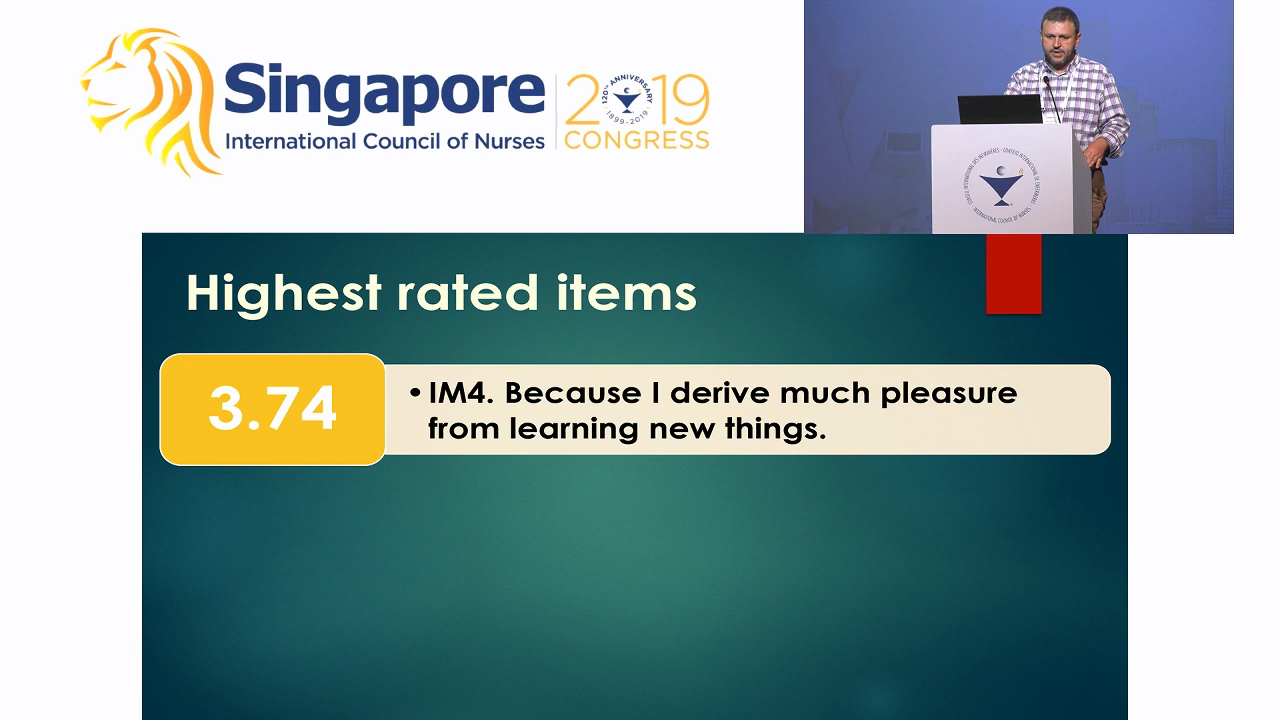 Singapore
International Council of Nurses
2019
CONGRESS
120TH ANNIVERSARY
1899-2019
Highest rated items
3.74
• IM4. Because I derive much pleasure
from learning new things.